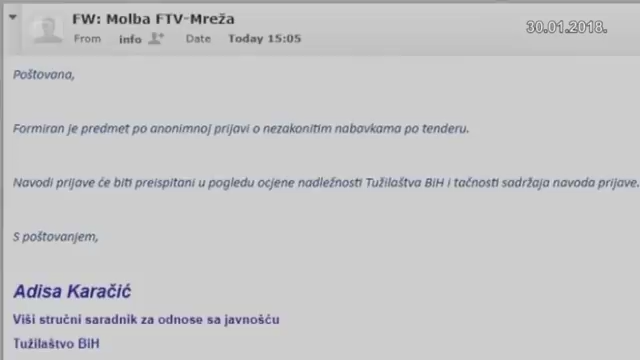 FW: Molba FTV-Mreža
From info Date Today 15:05
30.01.2018.
Poštovana,
Formiran je predmet po anonimnoj prijavi o nezakonitim nabavkama po tenderu.
Navodi prijave će biti preispitani u pogledu ocjene nadležnosti Tužilaštva BiH i tačnosti sadržaja navoda prijave.
S poštovanjem,
Adisa Karačić
Viši stručni saradnik za odnose sa javnošću
Tužilaštvo BiH